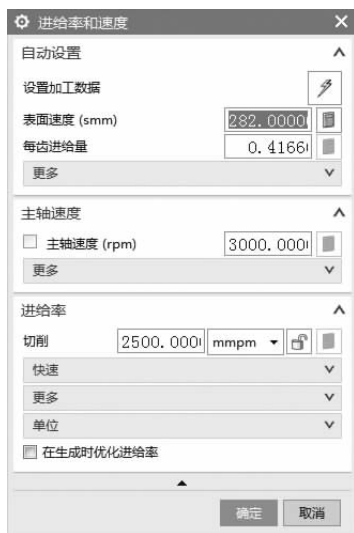 进给率和速度
自动设置
设置加工数据
表面速度 (smm) 282.0000
每齿进给量 0.4166
更多
主轴速度
主轴速度 (rpm) 3000.000
更多
进给率
切削 2500.000 mmpm
快速
更多
单位
在生成时优化进给率
确定 取消